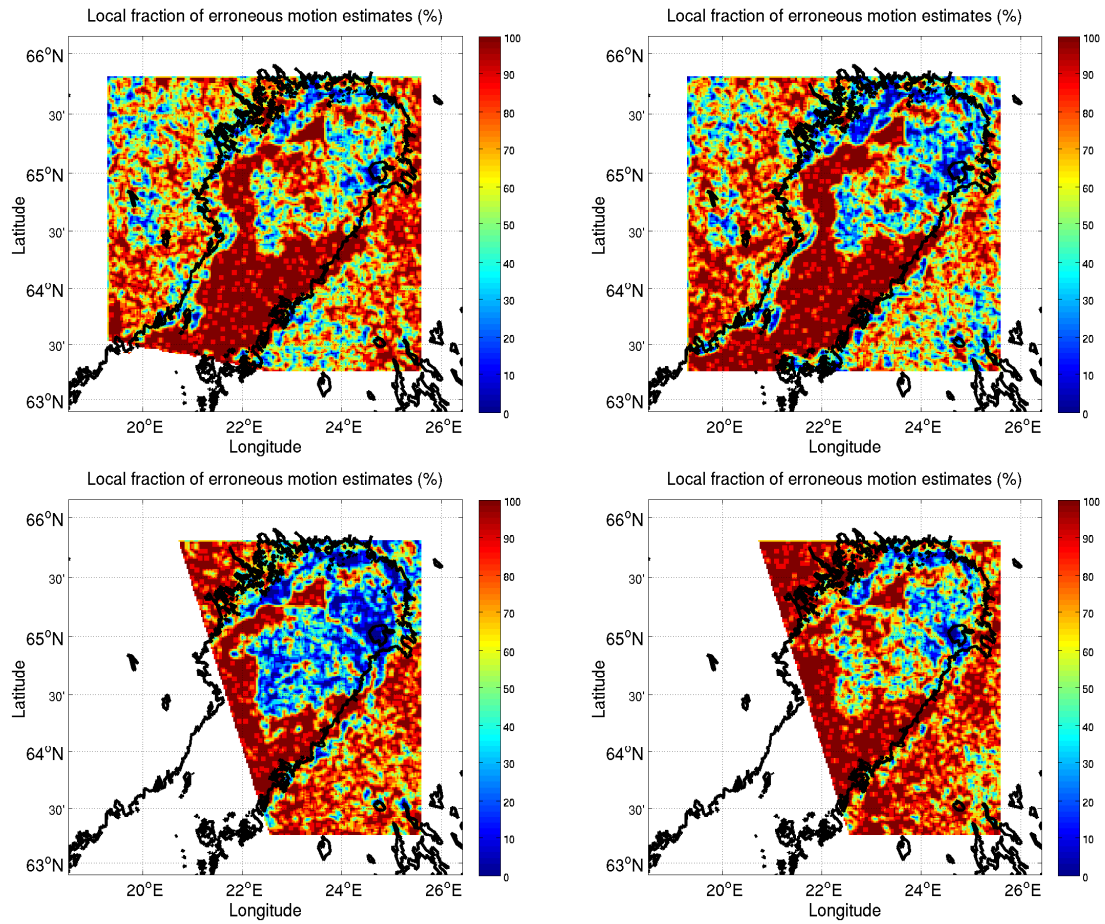 Local fraction of erroneous motion estimates (%)
66°N
30'
65°N
30'
64°N
30'
63°N
Latitude
20°E
22°E
24°E
26°E
Longitude
100
90
80
70
60
50
40
30
20
10
0
Local fraction of erroneous motion estimates (%)
66°N
30'
65°N
30'
64°N
30'
63°N
Latitude
20°E
22°E
24°E
26°E
Longitude
100
90
80
70
60
50
40
30
20
10
0
Local fraction of erroneous motion estimates (%)
66°N
30'
65°N
30'
64°N
30'
63°N
Latitude
20°E
22°E
24°E
26°E
Longitude
100
90
80
70
60
50
40
30
20
10
0
Local fraction of erroneous motion estimates (%)
66°N
30'
65°N
30'
64°N
30'
63°N
Latitude
20°E
22°E
24°E
26°E
Longitude
100
90
80
70
60
50
40
30
20
10
0